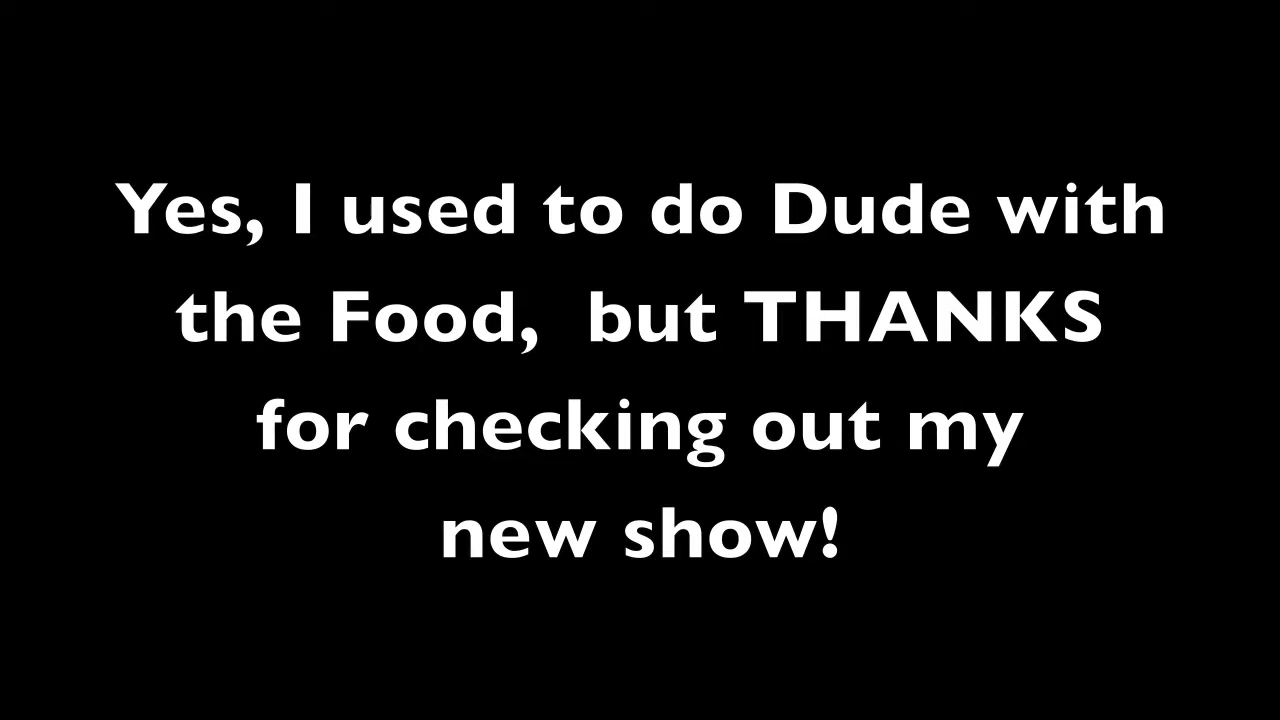 Yes, I used to do Dude with
the Food,  but THANKS
for checking out my
new show!